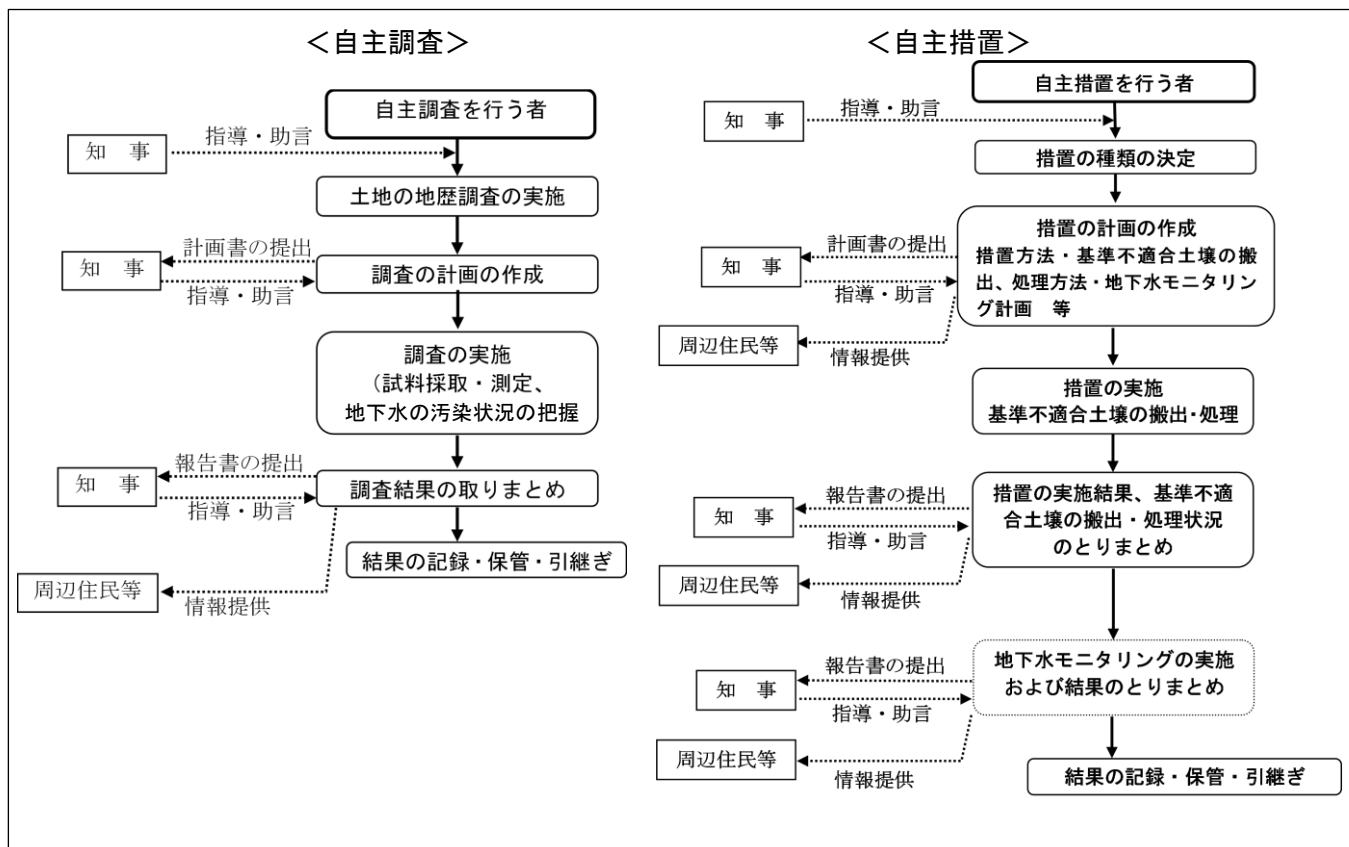 ＜自主調査＞
自主調査を行う者
指導・助言
知　事
土地の地歴調査の実施
計画書の提出
知　事
調査の計画の作成
指導・助言
調査の実施
（試料採取・測定、
地下水の汚染状況の把握
報告書の提出
知　事
調査結果の取りまとめ
指導・助言
結果の記録・保管・引継ぎ
周辺住民等
情報提供
＜自主措置＞
自主措置を行う者
指導・助言
知　事
措置の種類の決定
措置の計画の作成
措置方法・基準不適合土壌の搬
出、処理方法・地下水モニタリン
グ計画　等
計画書の提出
知　事
指導・助言
周辺住民等
情報提供
措置の実施
基準不適合土壌の搬出・処理
措置の実施結果、基準不適
合土壌の搬出・処理状況
のとりまとめ
報告書の提出
知　事
指導・助言
周辺住民等
情報提供
地下水モニタリングの実施
および結果のとりまとめ
報告書の提出
知　事
指導・助言
周辺住民等
情報提供
結果の記録・保管・引継ぎ